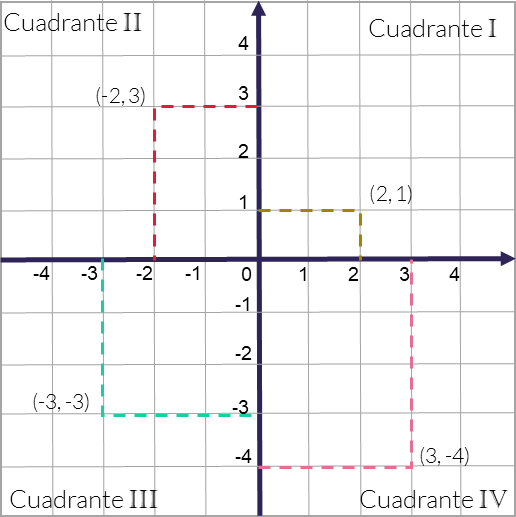 Cuadrante II
Cuadrante I
4
(-2, 3)
3
2
(2, 1)
1
-4 -3 -2 -1 0 1 2 3 4
-1
-2
(-3, -3)
-3
-4
(3, -4)
Cuadrante III
Cuadrante IV